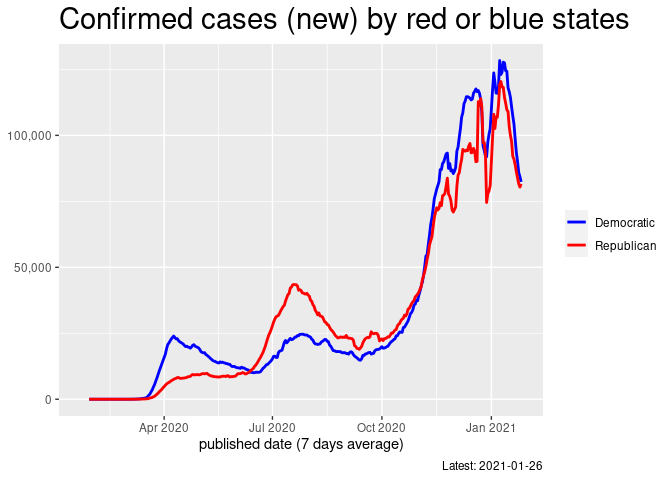 Confirmed cases (new) by red or blue states
100,000
50,000
0
Apr 2020
Jul 2020
Oct 2020
Jan 2021
published date (7 days average)
Democratic
Republican
Latest: 2021-01-26